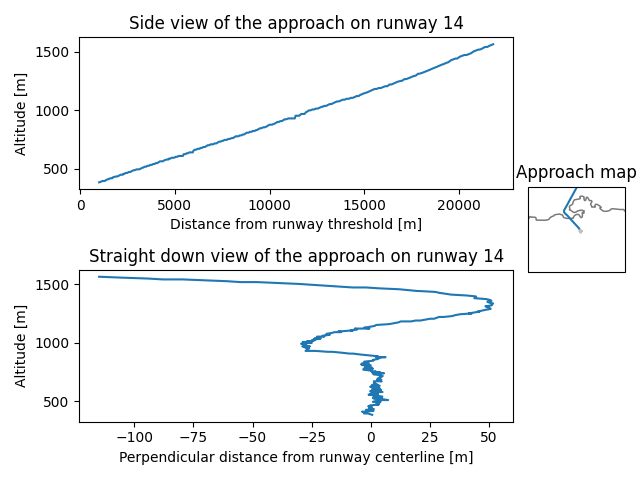 Side view of the approach on runway 14
1500
1000
500
Altitude [m]
0 5000 10000 15000 20000
Distance from runway threshold [m]
Approach map
Straight down view of the approach on runway 14
1500
1000
500
Altitude [m]
−100 −75 −50 −25 0 25 50
Perpendicular distance from runway centerline [m]